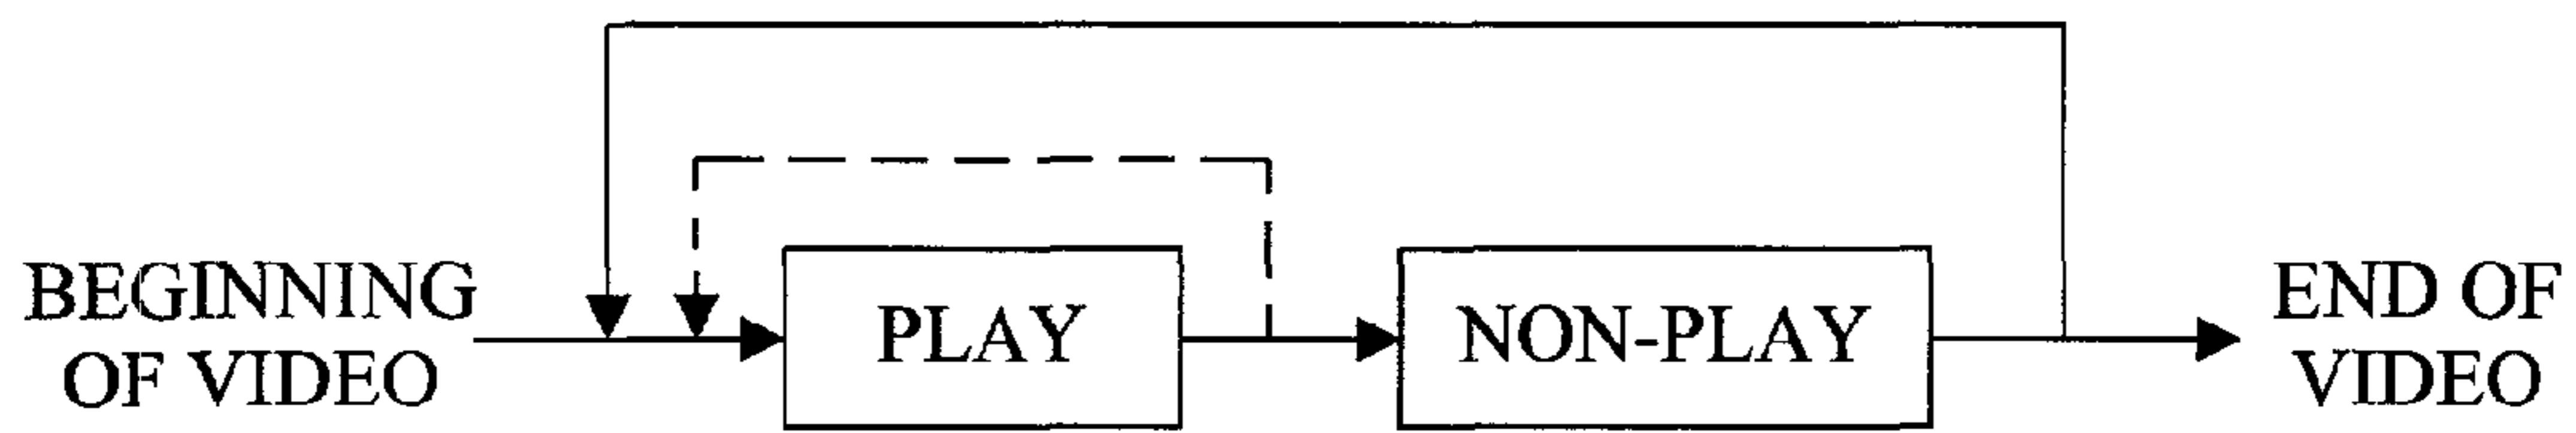 BEGINNING
OF VIDEO
PLAY
NON-PLAY
END OF
VIDEO